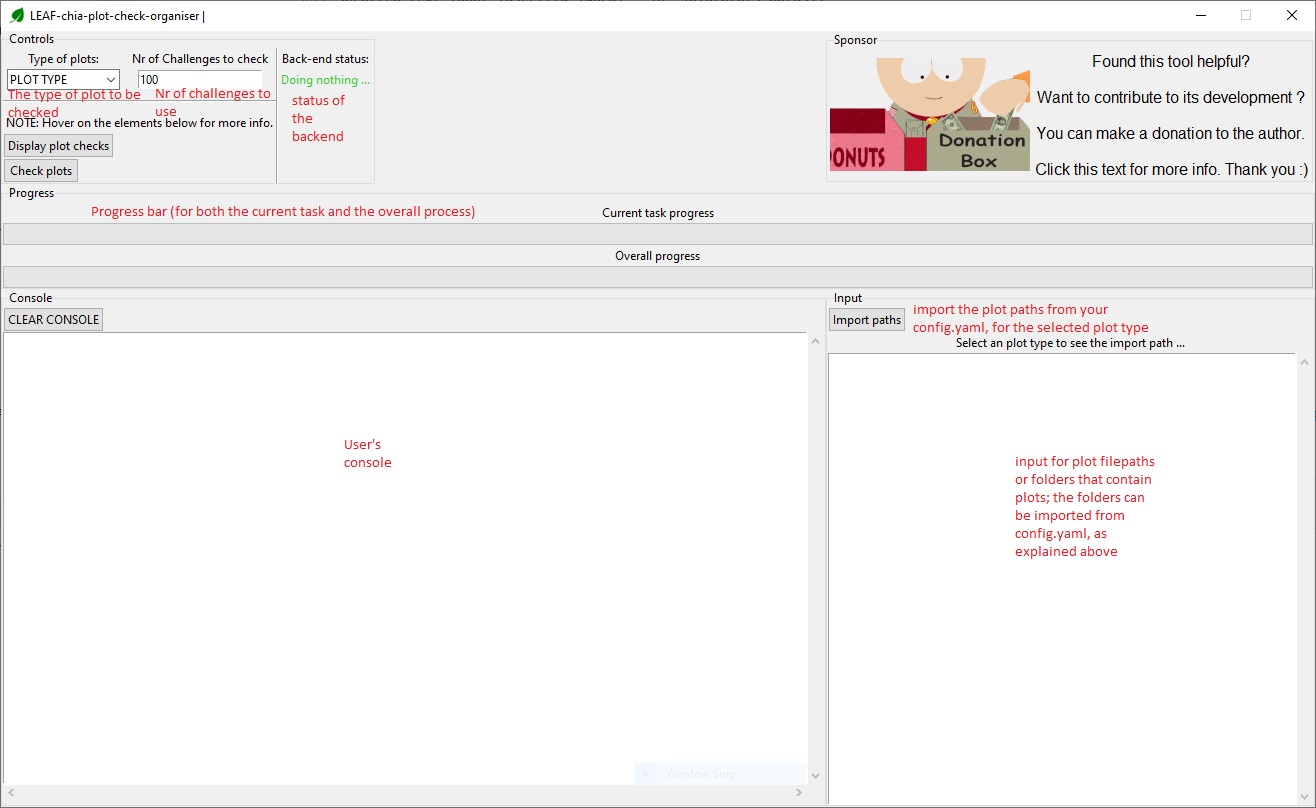 LEAF-chia-plot-check-organiser |
Controls
Type of plots:
Nr of Challenges to check
Back-end status:
PLOT TYPE
100
Doing nothing ...
The type of plot to be
checked
Nr of challenges to
use
status of
the
backend
NOTE: Hover on the elements below for more info.
Display plot checks
Check plots
Sponsor
DONUTS
Donation
Box
Found this tool helpful?
Want to contribute to its development ?
You can make a donation to the author.
Click this text for more info. Thank you :)
Progress
Progress bar (for both the current task and the overall process)
Current task progress
Overall progress
Console
CLEAR CONSOLE
User's
console
Window Snip
Input
Import paths
import the plot paths from your
config.yaml, for the selected plot type
Select an plot type to see the import path ...
input for plot filepaths
or folders that contain
plots; the folders can
be imported from
config.yaml, as
explained above